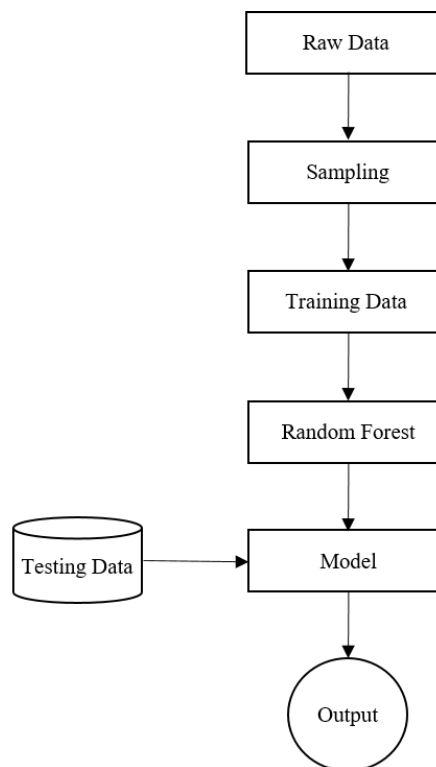 Raw Data
Sampling
Training Data
Random Forest
Testing Data
Model
Output